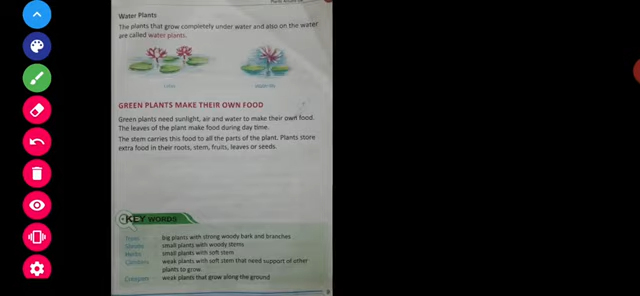 Water Plants
The plants that grow completely under water and also on the water
are called water plants.
GREEN PLANTS MAKE THEIR OWN FOOD
Green plants need sunlight, air and water to make their own food.
The leaves of the plant make food during day time.
The stem carries this food to all the parts of the plant. Plants store
extra food in their roots, stem, fruits, leaves or seeds.
KEY WORDS
Trees big plants with strong woody bark and branches
Shrubs small plants with woody stems
Herbs small plants with soft stem
Climbers weak plants with soft stem that need support of other
plants to grow.
Creepers weak plants that grow along the ground